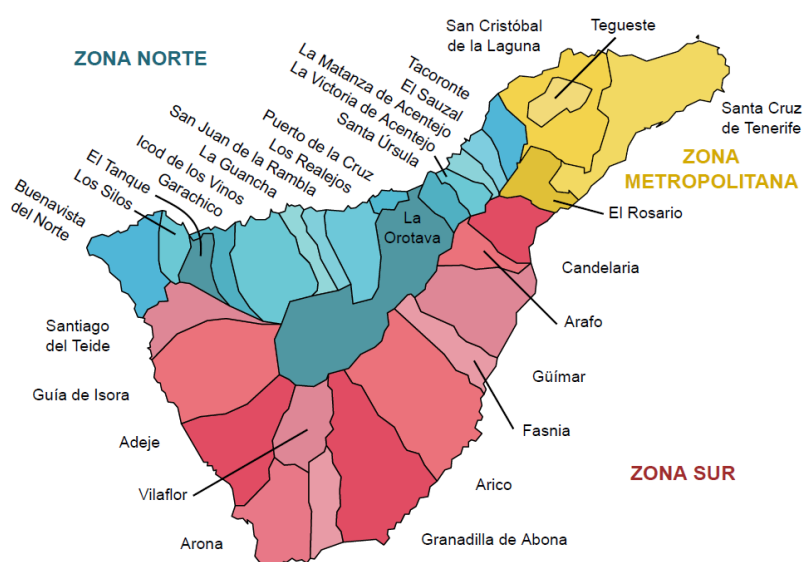 San Cristóbal
de la Laguna
Tegueste
ZONA NORTE
La Matanza de Acentejo
La Victoria de Acentejo
Tacoronte
El Sauzal
Santa Úrsula
Santa Cruz
de Tenerife
ZONA
METROPOLITANA
El Rosario
Puerto de la Cruz
Los Realejos
San Juan de la Rambla
La Guancha
Icod de los Vinos
Garachico
El Tanque
Los Silos
Buenavista
del Norte
La
Orotava
Candelaria
Arafo
Santiago
del Teide
Güímar
Guía de Isora
Fasnia
Adeje
ZONA SUR
Vilaflor
Arico
Arona
Granadilla de Abona